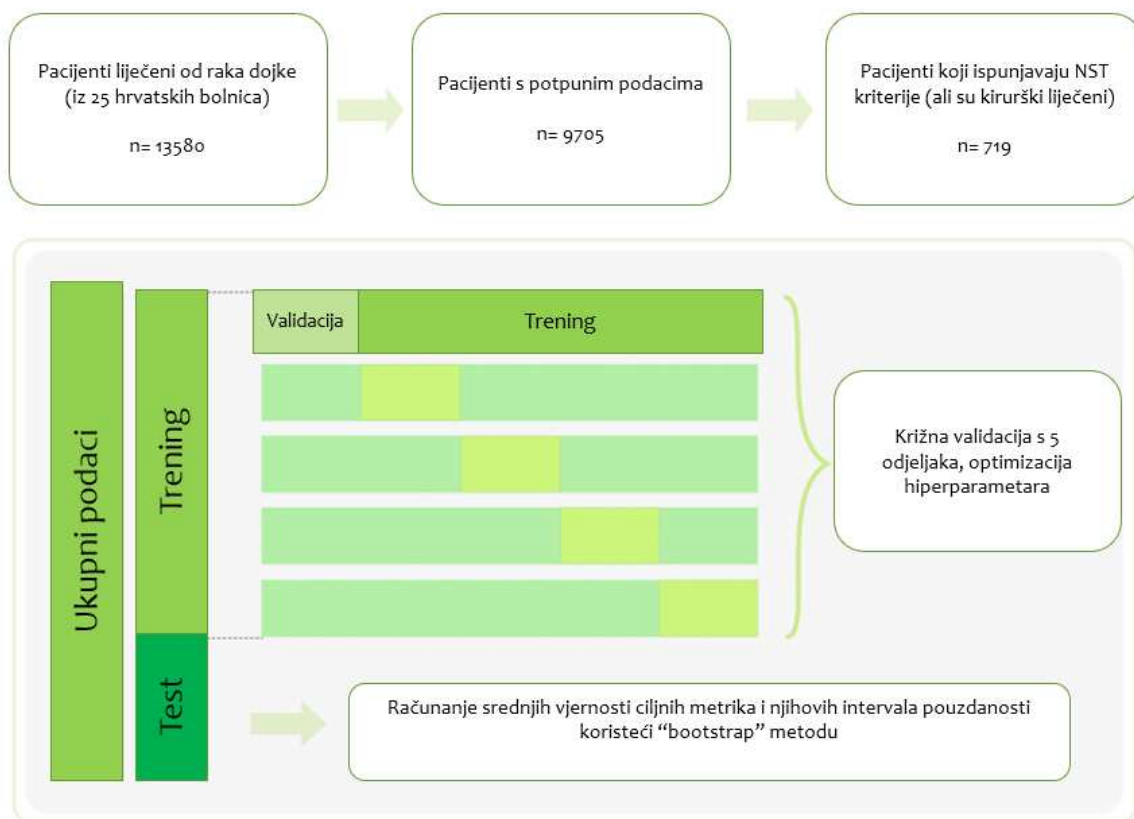 Pacijenti liječeni od raka dojke
(iz 25 hrvatskih bolnica)
n= 13580
Pacijenti s potpunim podacima
n= 9705
Pacijenti koji ispunjavaju NST
kriterije (ali su kirurški liječeni)
n= 719
Ukupni podaci
Trening
Test
Validacija
Trening
Križna validacija s 5
odjeljaka, optimizacija
hiperparametara
Računanje srednjih vjernosti ciljnih metrika i njihovih intervala pouzdanosti
koristeći “bootstrap” metodu